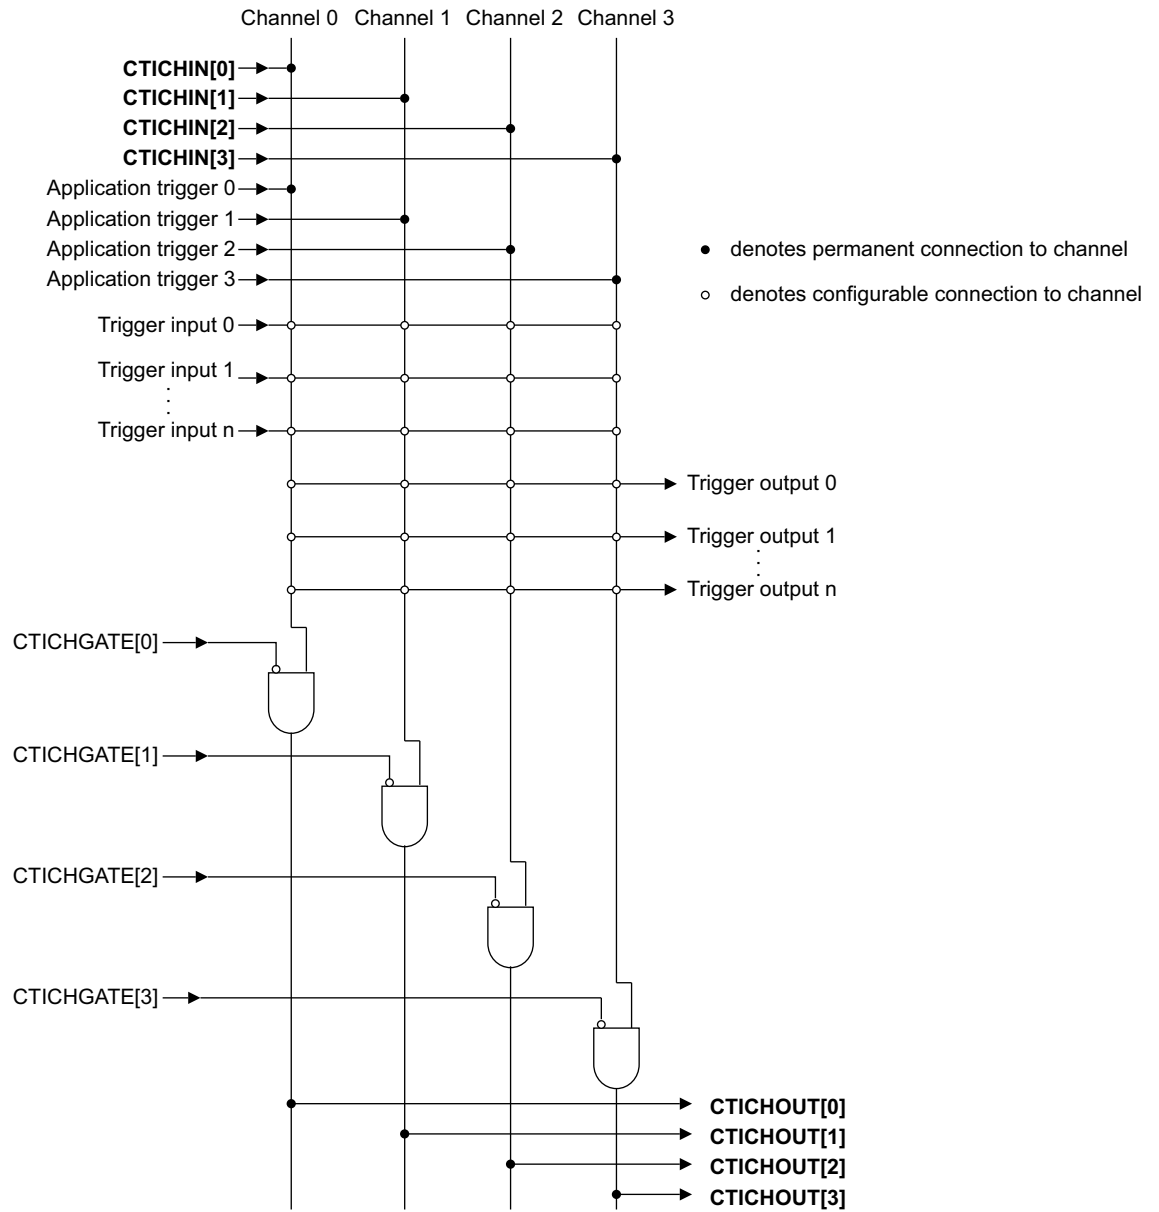 Channel 0 Channel 1 Channel 2 Channel 3
CTICHIN[0]
CTICHIN[1]
CTICHIN[2]
CTICHIN[3]
Application trigger 0
Application trigger 1
Application trigger 2
Application trigger 3
denotes permanent connection to channel
denotes configurable connection to channel
Trigger input 0
Trigger input 1
Trigger input n
Trigger output 0
Trigger output 1
Trigger output n
CTICHGATE[0]
CTICHGATE[1]
CTICHGATE[2]
CTICHGATE[3]
CTICHOUT[0]
CTICHOUT[1]
CTICHOUT[2]
CTICHOUT[3]